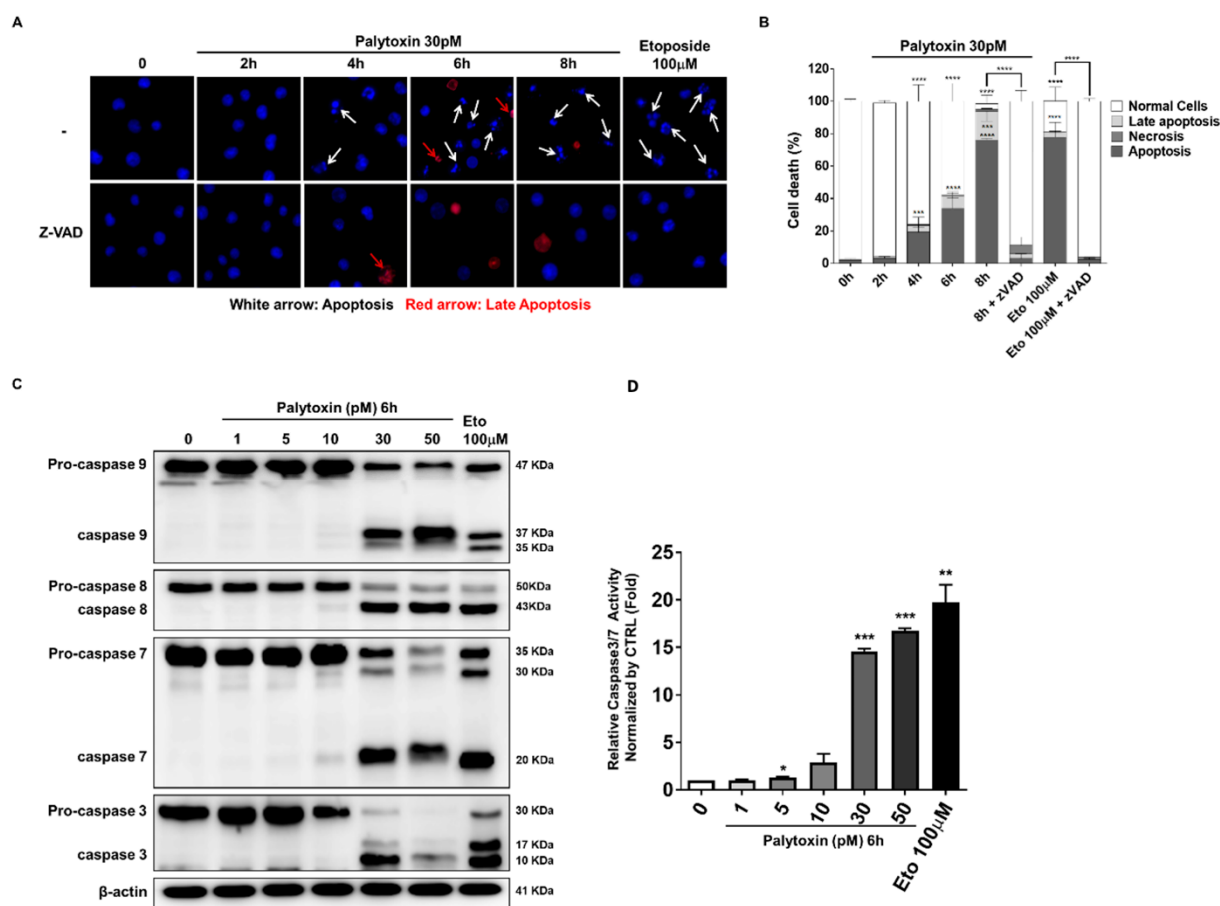 A
Palytoxin 30pM
Etoposide
100μM
0
2h
4h
6h
8h
-
Z-VAD
White arrow: Apoptosis Red arrow: Late Apoptosis
B
Palytoxin 30pM
Cell death (%)
120
100
80
60
40
20
0
****
****
****
****
****
****
***
****
****
****
***
Normal Cells
Late apoptosis
Necrosis
Apoptosis
0h
2h
4h
6h
8h
8h + zVAD
Eto 100μM
Eto 100μM + zVAD
C
Palytoxin (pM) 6h
Eto
100μM
0
1
5
10
30
50
Pro-caspase 9
47 KDa
caspase 9
37 KDa
35 KDa
Pro-caspase 8
50KDa
caspase 8
43KDa
Pro-caspase 7
35 KDa
30 KDa
caspase 7
20 KDa
Pro-caspase 3
30 KDa
17 KDa
caspase 3
10 KDa
β-actin
41 KDa
D
Relative Caspase3/7 Activity
Normalized by CTRL (Fold)
25
20
15
10
5
0
*
***
***
**
0
1
5
10
30
50
Eto 100μM
Palytoxin (pM) 6h